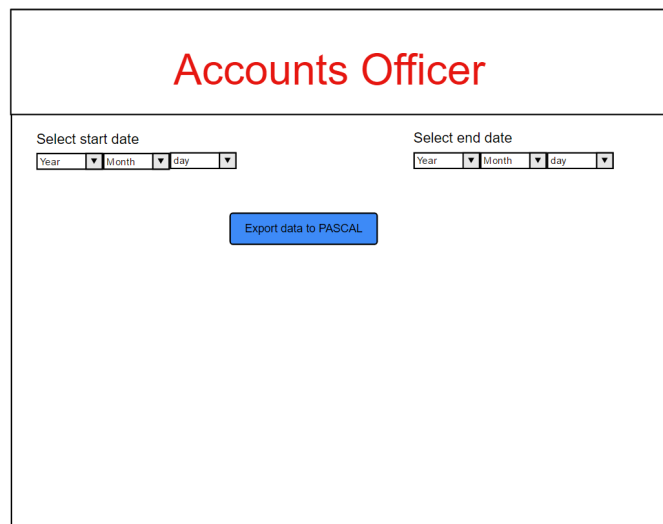 Accounts Officer
Select start date
Select end date
Year Month day
Year Month day
Export data to PASCAL